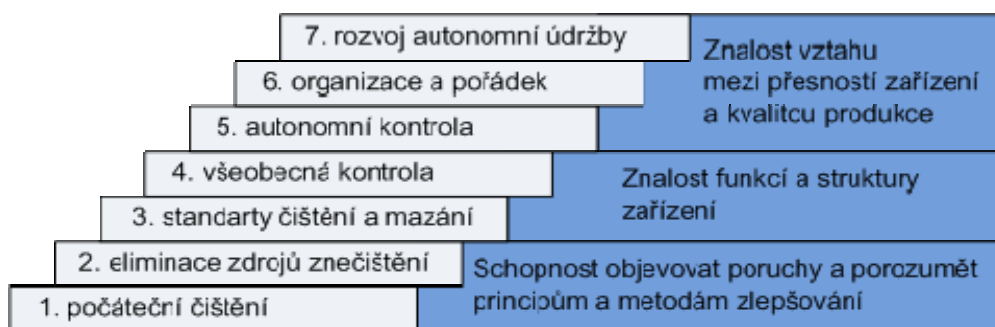 7. rozvoj autonomní údržby
6. organizace a pořádek
5. autonomní kontrola
4. všeobecná kontrola
3. standarty čištění a mazání
2. eliminace zdrojů znečištění
1. počáteční čištění
Znalost vztahu
mezi přesností zařízení
a kvalitcu produkce
Znalost funkcí a struktury
zařízení
Schopnost objevovat poruchy a porozumět
principům a metodám zlepšování